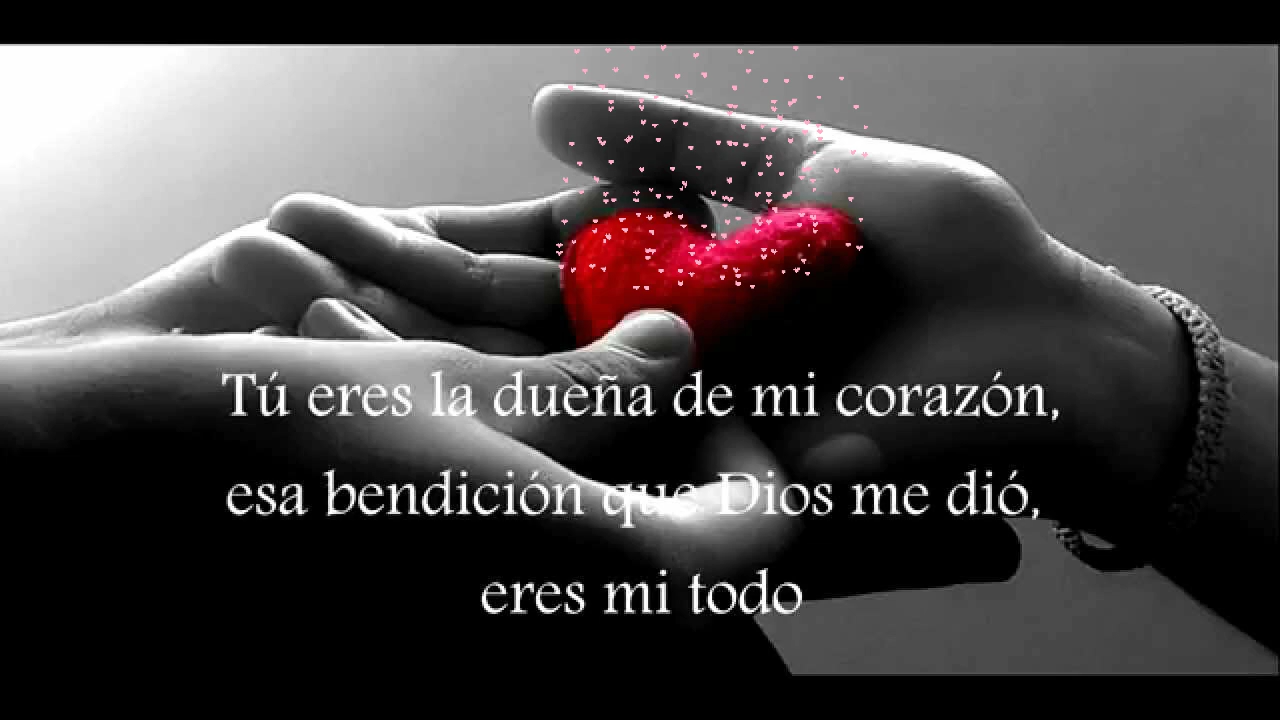 Tú eres la dueña de mi corazón,
esa bendición que Dios me dió,
eres mi todo